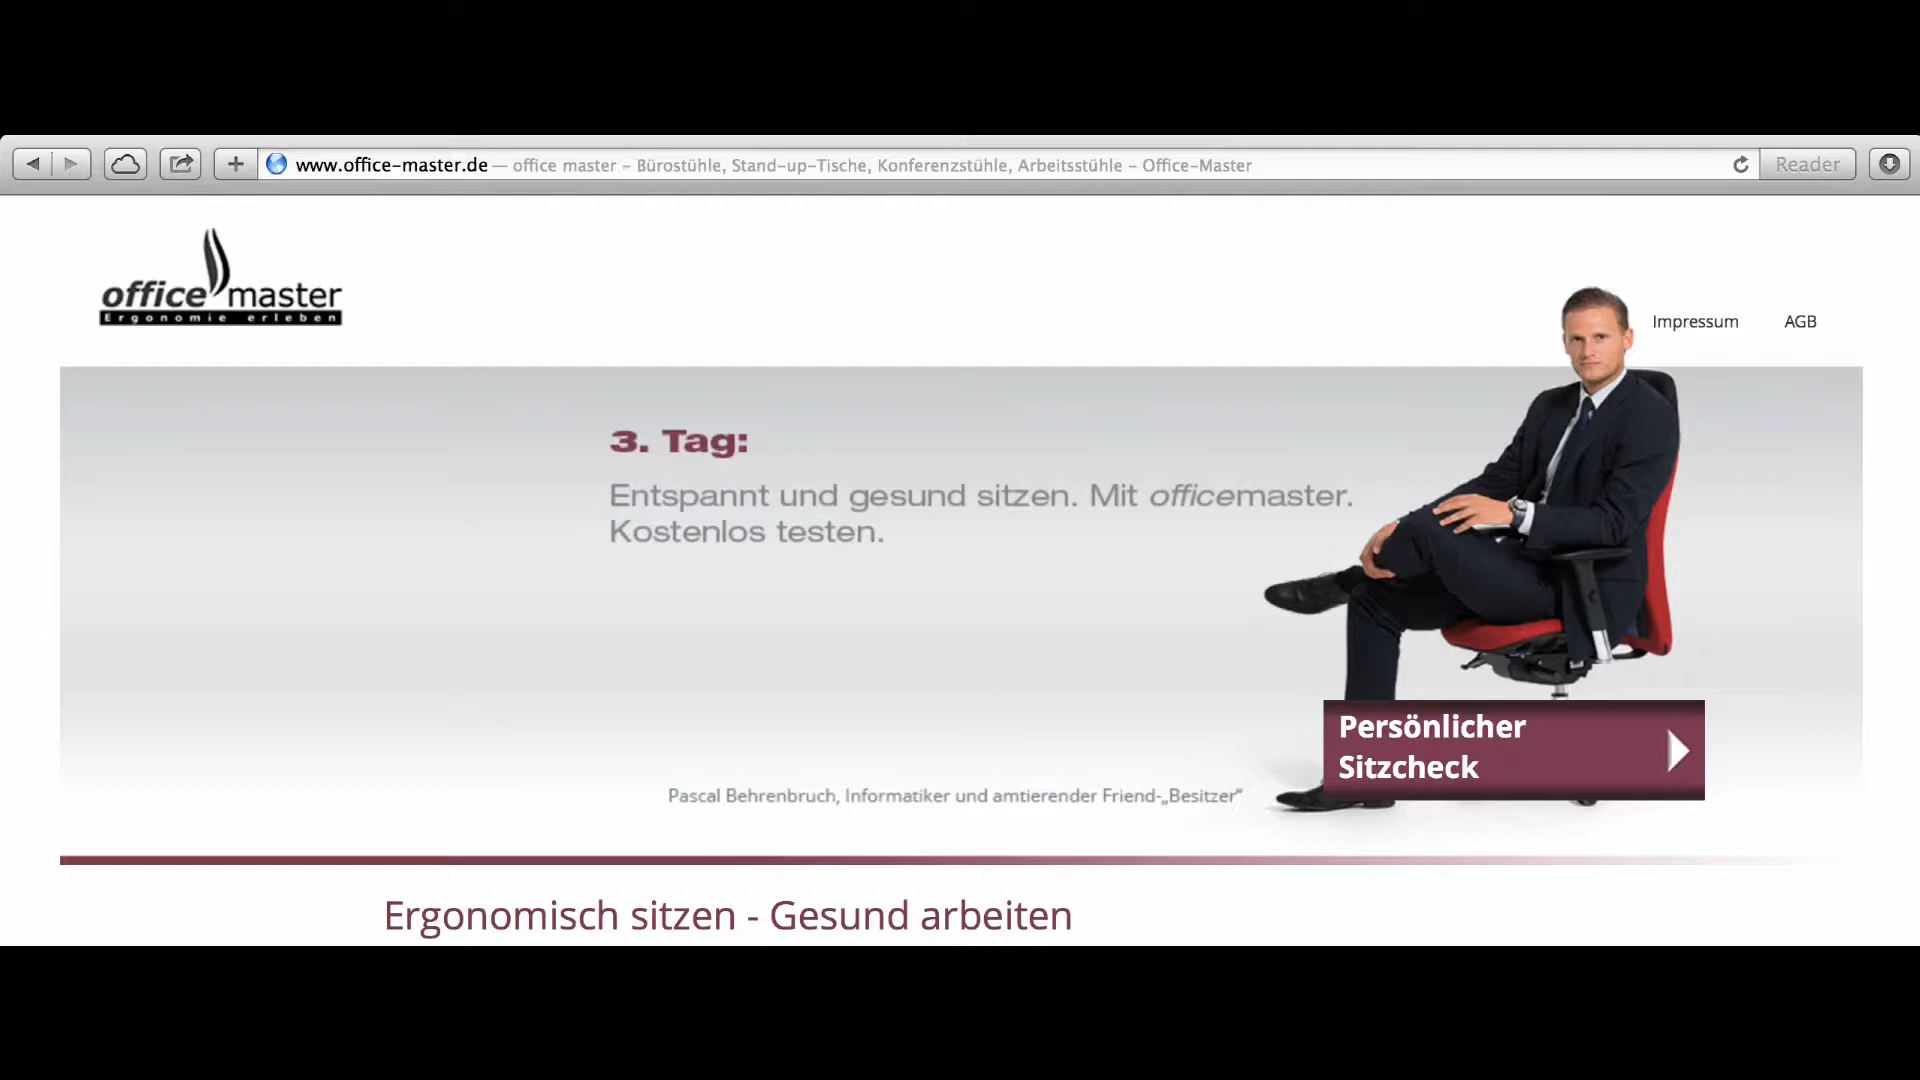 www.office-master.de — office master – Bürostühle, Stand-up-Tische, Konferenzstühle, Arbeitsstühle – Office-Master
Reader
office master
Ergonomie erleben
Impressum AGB
3. Tag:
Entspannt und gesund sitzen. Mit officemaster.
Kostenlos testen.
Persönlicher
Sitzcheck
Pascal Behrenbruch, Informatiker und amtierender Friend-„Besitzer“
Ergonomisch sitzen - Gesund arbeiten